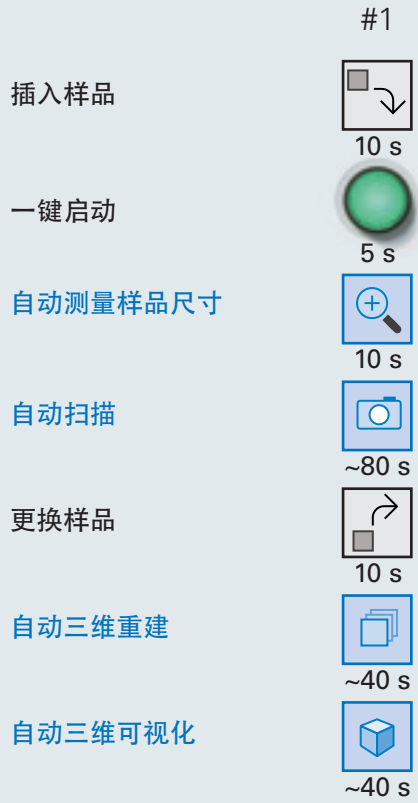 #1
插入样品
10 s
一键启动
5 s
自动测量样品尺寸
10 s
自动扫描
~80 s
更换样品
10 s
自动三维重建
~40 s
自动三维可视化
~40 s